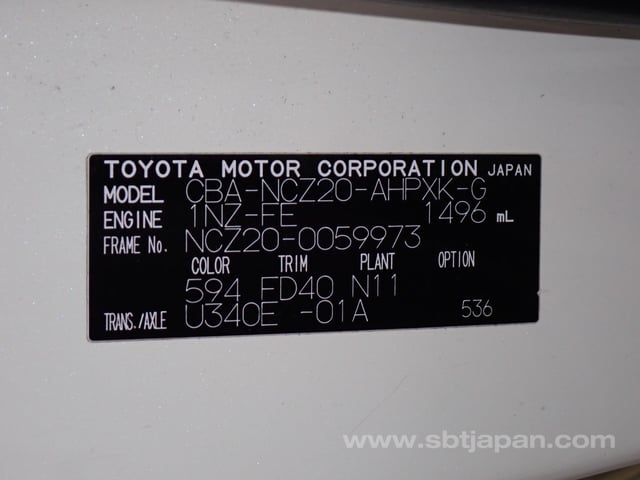 TOYOTA MOTOR CORPORATION JAPAN
MODEL CBA-NCZ20-AHPXK-G
ENGINE 1NZ-FE 1496 mL
FRAME No. NCZ20-0059973
COLOR TRIM PLANT OPTION
594 FD40 N11
TRANS./AXLE U340E -01A 536
www.sbtjapan.com